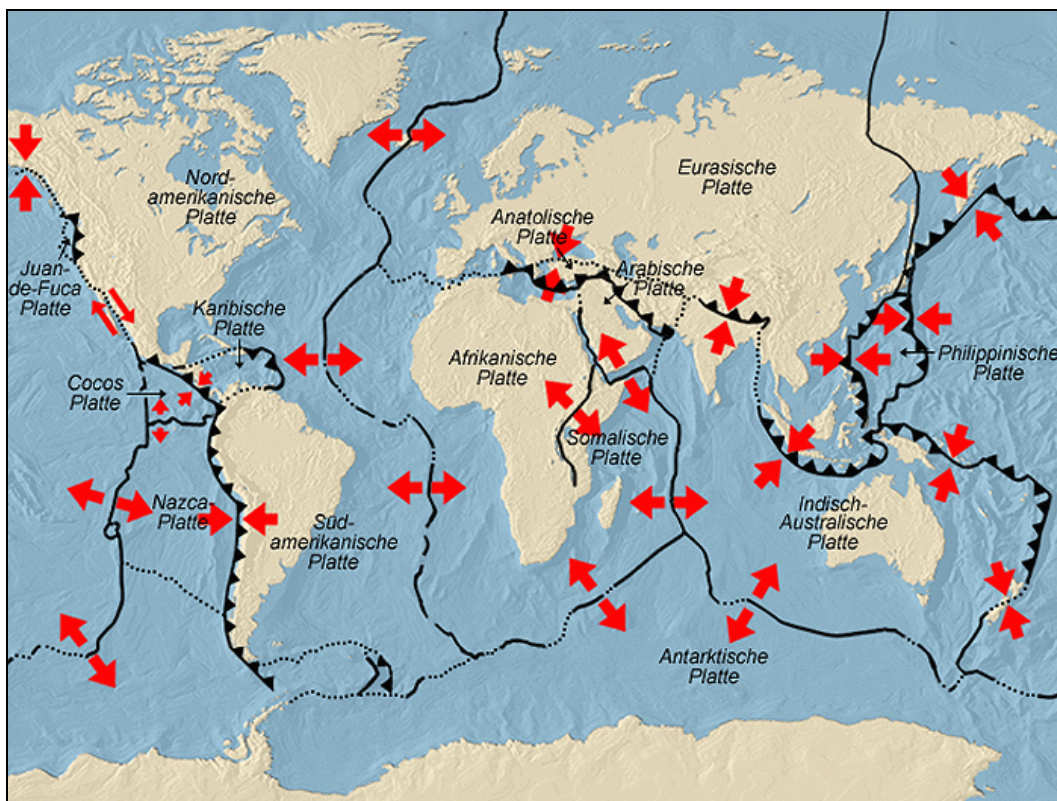 Nord-
amerikanische
Platte
Eurasische
Platte
Anatolische
Platte
Arabische
Platte
Juan-
de-Fuca
Platte
Karibische
Platte
Cocos
Platte
Afrikanische
Platte
Philippinische
Platte
Somalische
Platte
Nazca-
Platte
Süd-
amerikanische
Platte
Indisch-
Australische
Platte
Antarktische
Platte